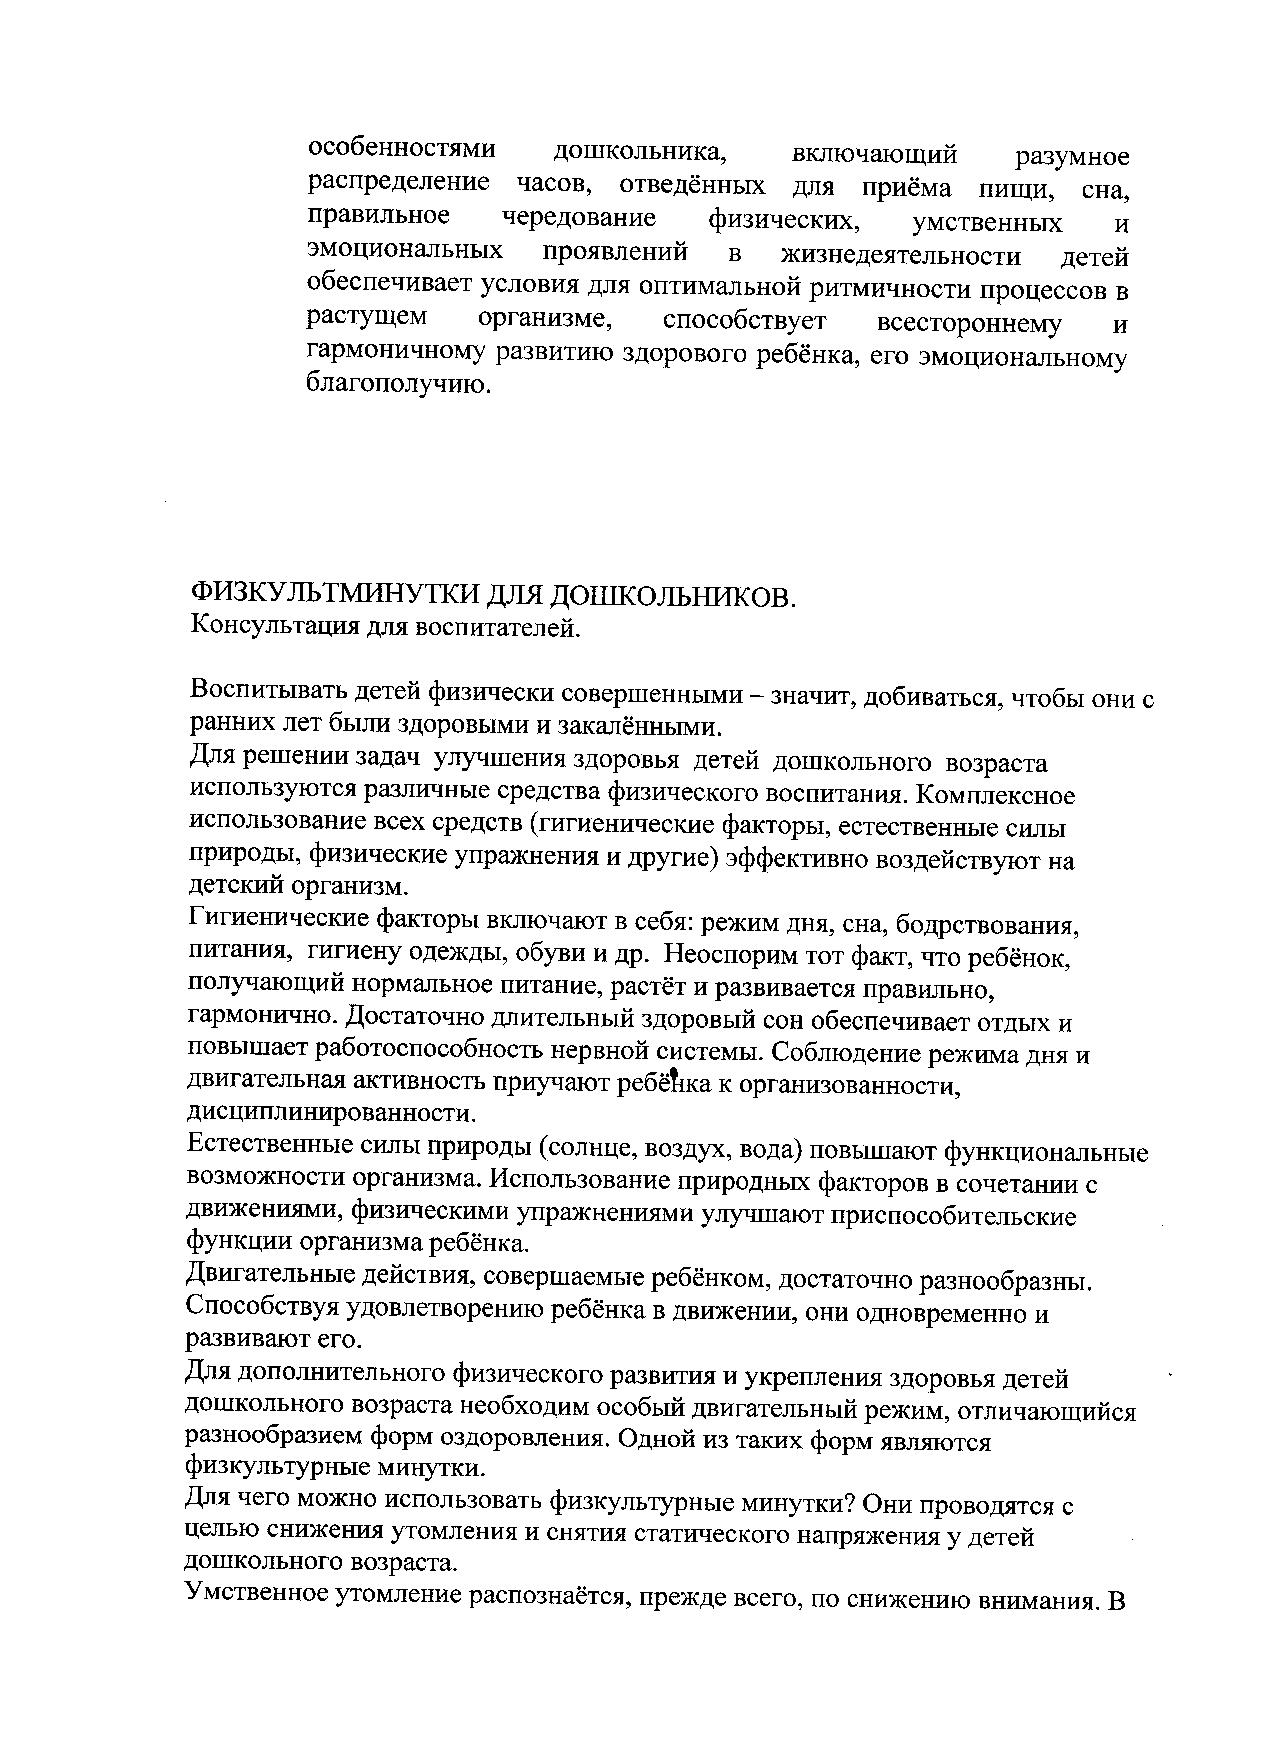 особенностями дошкольника, включающий разумное
распределение часов, отведённых для приёма пищи, сна,
правильное чередование физических, умственных и
эмоциональных проявлений в жизнедеятельности детей
обеспечивает условия для оптимальной ритмичности процессов в
растущем организме, способствует всестороннему и
гармоничному развитию здорового ребёнка, его эмоциональному
благополучию.
ФИЗКУЛЬТМИНУТКИ ДЛЯ ДОШКОЛЬНИКОВ.
Консультация для воспитателей.
Воспитывать детей физически совершенными – значит, добиваться, чтобы они с
ранних лет были здоровыми и закалёнными.
Для решении задач улучшения здоровья детей дошкольного возраста
используются различные средства физического воспитания. Комплексное
использование всех средств (гигиенические факторы, естественные силы
природы, физические упражнения и другие) эффективно воздействуют на
детский организм.
Гигиенические факторы включают в себя: режим дня, сна, бодрствования,
питания, гигиену одежды, обуви и др. Неоспорим тот факт, что ребёнок,
получающий нормальное питание, растёт и развивается правильно,
гармонично. Достаточно длительный здоровый сон обеспечивает отдых и
повышает работоспособность нервной системы. Соблюдение режима дня и
двигательная активность приучают ребёнка к организованности,
дисциплинированности.
Естественные силы природы (солнце, воздух, вода) повышают функциональные
возможности организма. Использование природных факторов в сочетании с
движениями, физическими упражнениями улучшают приспособительские
функции организма ребёнка.
Двигательные действия, совершаемые ребёнком, достаточно разнообразны.
Способствуя удовлетворению ребёнка в движении, они одновременно и
развивают его.
Для дополнительного физического развития и укрепления здоровья детей
дошкольного возраста необходим особый двигательный режим, отличающийся
разнообразием форм оздоровления. Одной из таких форм являются
физкультурные минутки.
Для чего можно использовать физкультурные минутки? Они проводятся с
целью снижения утомления и снятия статического напряжения у детей
дошкольного возраста.
Умственное утомление распознаётся, прежде всего, по снижению внимания. В